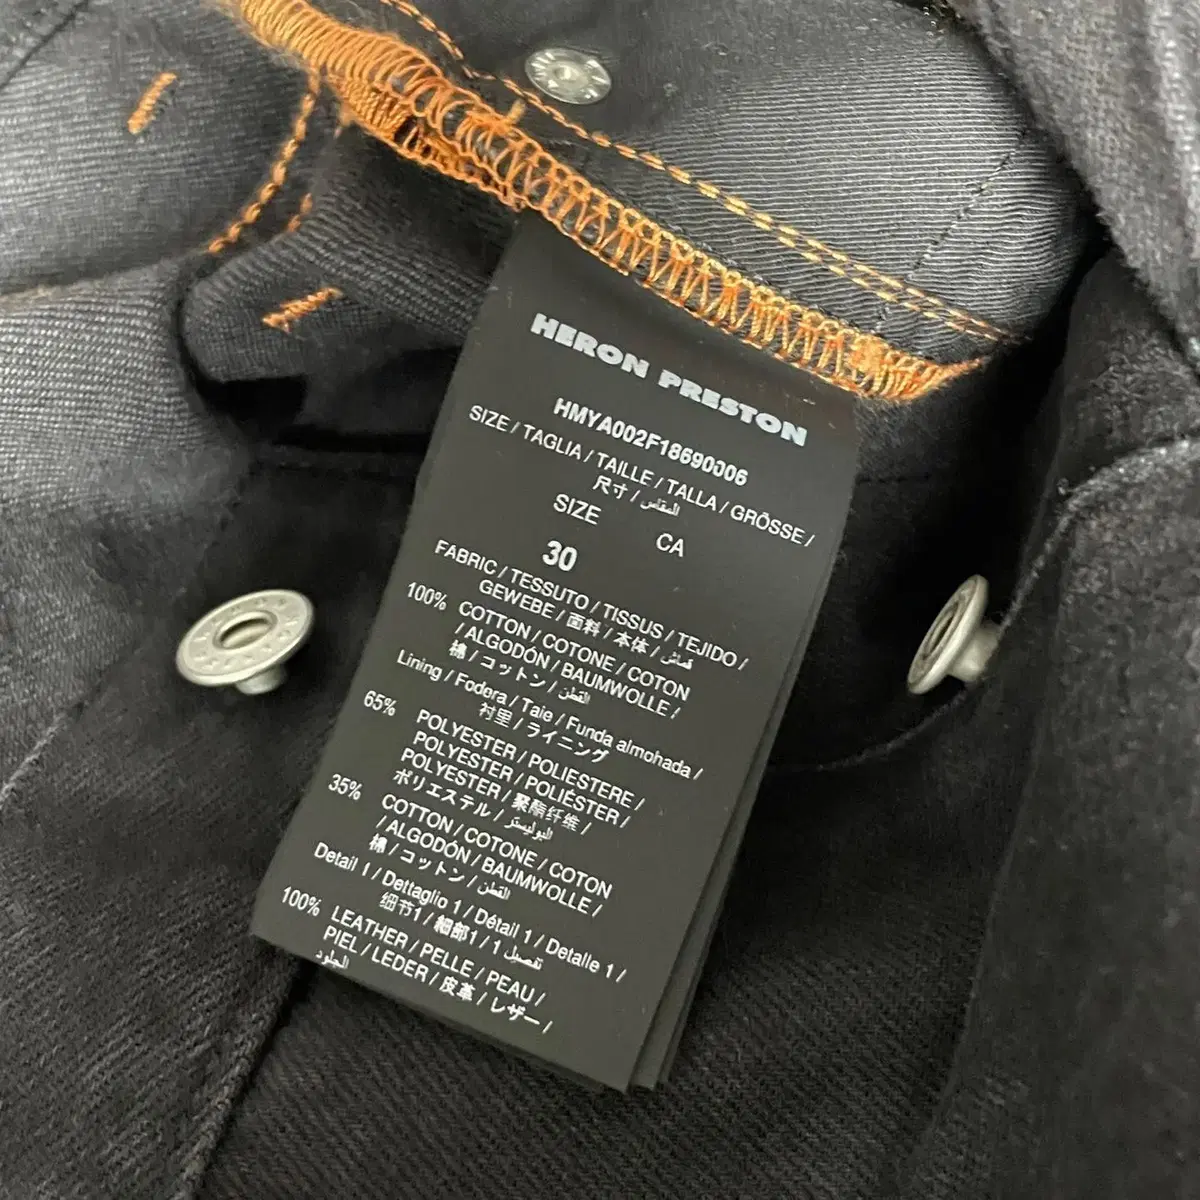 HERON PRESTON
HMYA002F18690006
SIZE / TAGLIA / TAILLE / TALLA / GRÖSSE /
尺寸 / المقاس
SIZE CA
30
FABRIC / TESSUTO / TISSUS / TEJIDO /
GEWEBE / 面料 / 本体 / قماش
100% COTTON / COTONE / COTON
/ ALGODÓN / BAUMWOLLE /
棉 / コットン / القطن
Lining / Fodera / Taie / Funda almohada /
衬里 / ライニング
65% POLYESTER / POLIESTERE /
POLYESTER / POLIÉSTER /
POLYESTER / 聚酯纤维 /
ポリエステル / البوليستر
35% COTTON / COTONE / COTON
/ ALGODÓN / BAUMWOLLE /
棉 / コットン / القطن
Detail 1 / Dettaglio 1 / Détail 1 / Detalle 1 /
细节1 / 細部1 / 1 تفصيل
100% LEATHER / PELLE / PEAU /
PIEL / LEDER / 皮革 / レザー /
الجلود